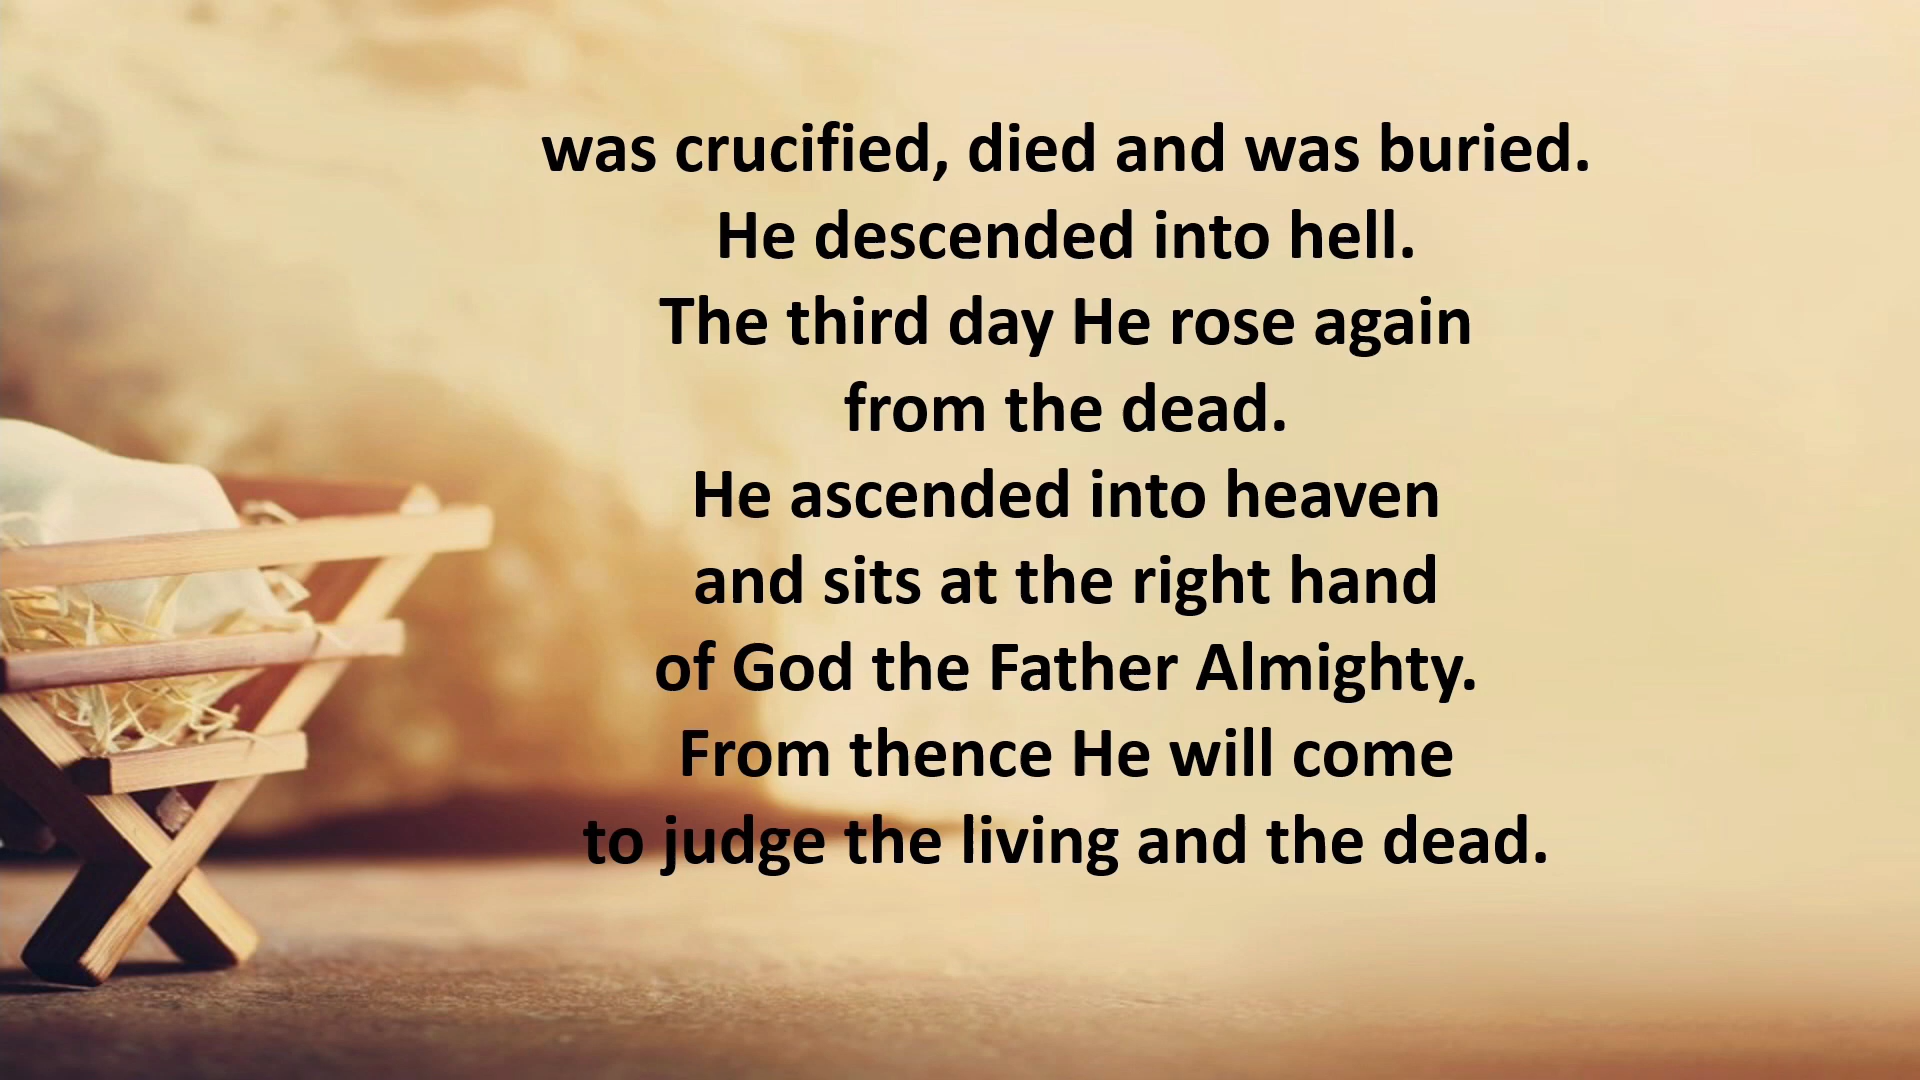 was crucified, died and was buried.
He descended into hell.
The third day He rose again
from the dead.
He ascended into heaven
and sits at the right hand
of God the Father Almighty.
From thence He will come
to judge the living and the dead.